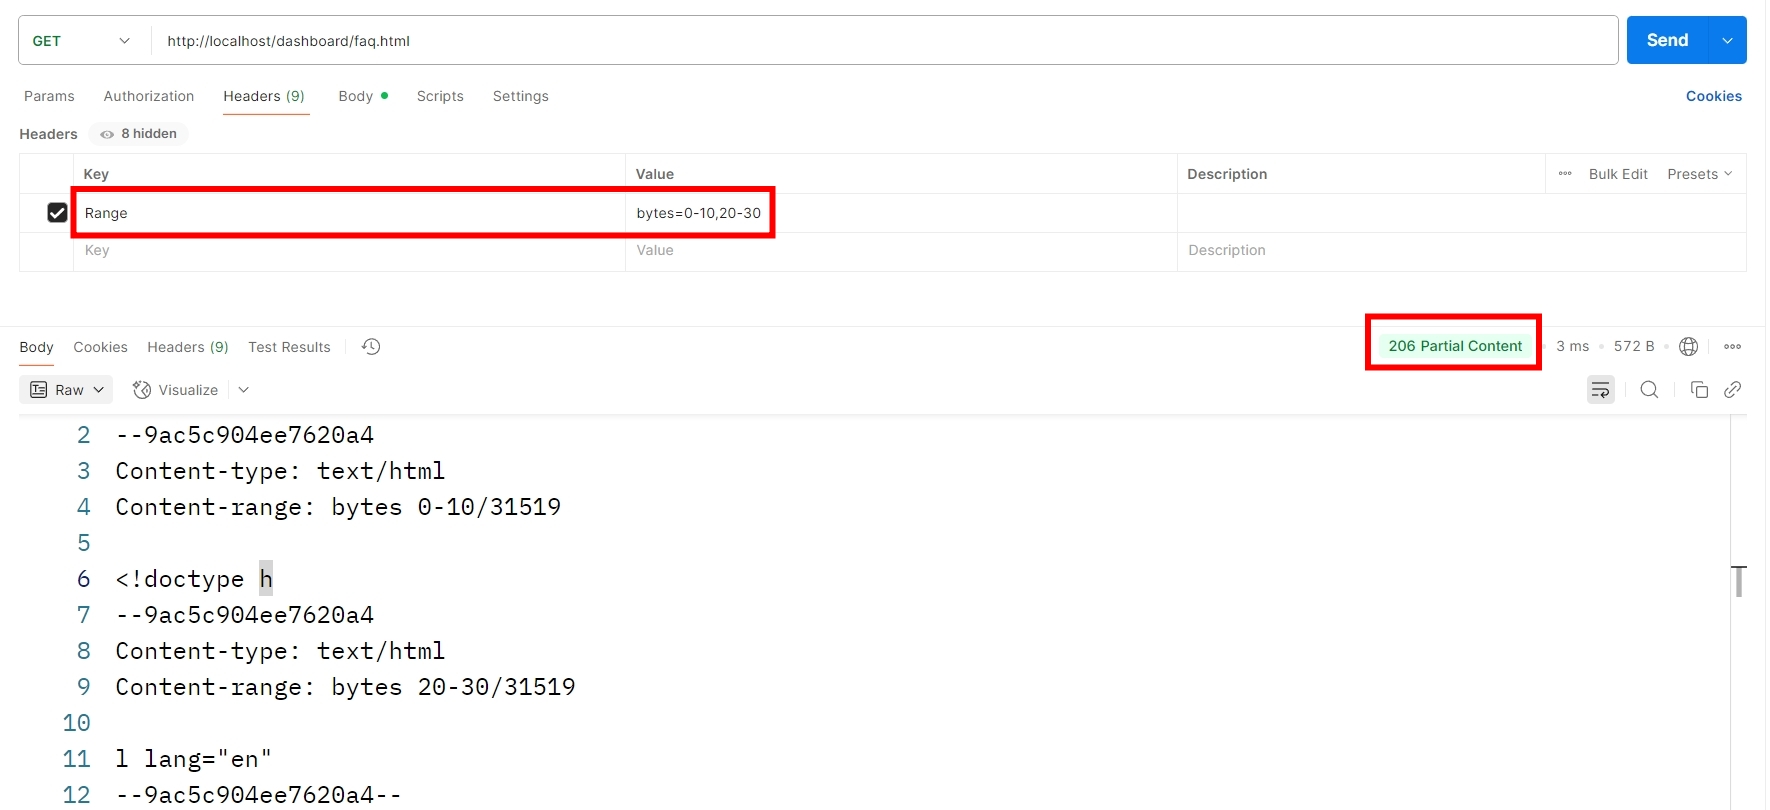 GET http://localhost/dashboard/faq.html Send
Params Authorization Headers (9) Body Scripts Settings Cookies
Headers 8 hidden
Key Value Description Bulk Edit Presets
Range bytes=0-10,20-30
Key Value Description
Body Cookies Headers (9) Test Results 206 Partial Content 3 ms 572 B
Raw Visualize
2 --9ac5c904ee7620a4
3 Content-type: text/html
4 Content-range: bytes 0-10/31519
5
6 <!doctype h
7 --9ac5c904ee7620a4
8 Content-type: text/html
9 Content-range: bytes 20-30/31519
10
11 l lang="en"
12 --9ac5c904ee7620a4--